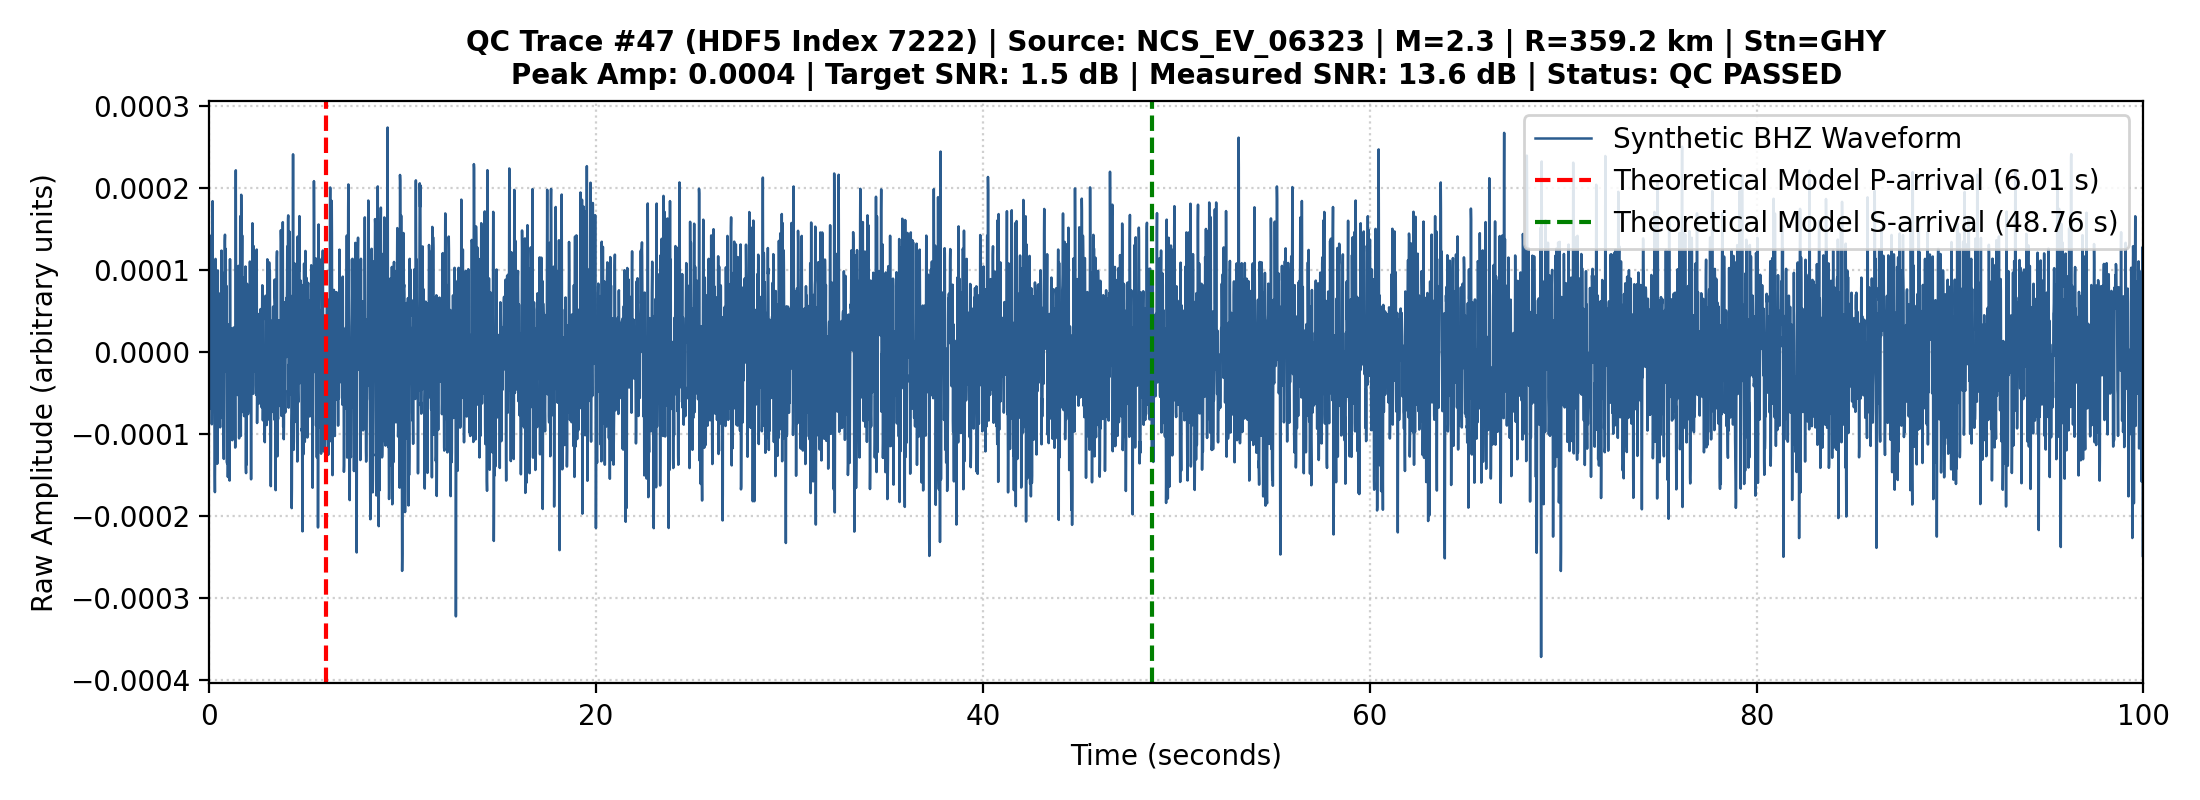 QC Trace #47 (HDF5 Index 7222) | Source: NCS_EV_06323 | M=2.3 | R=359.2 km | Stn=GHY
Peak Amp: 0.0004 | Target SNR: 1.5 dB | Measured SNR: 13.6 dB | Status: QC PASSED
Raw Amplitude (arbitrary units)
0.0003
0.0002
0.0001
0.0000
−0.0001
−0.0002
−0.0003
−0.0004
Synthetic BHZ Waveform
Theoretical Model P-arrival (6.01 s)
Theoretical Model S-arrival (48.76 s)
0 20 40 60 80 100
Time (seconds)